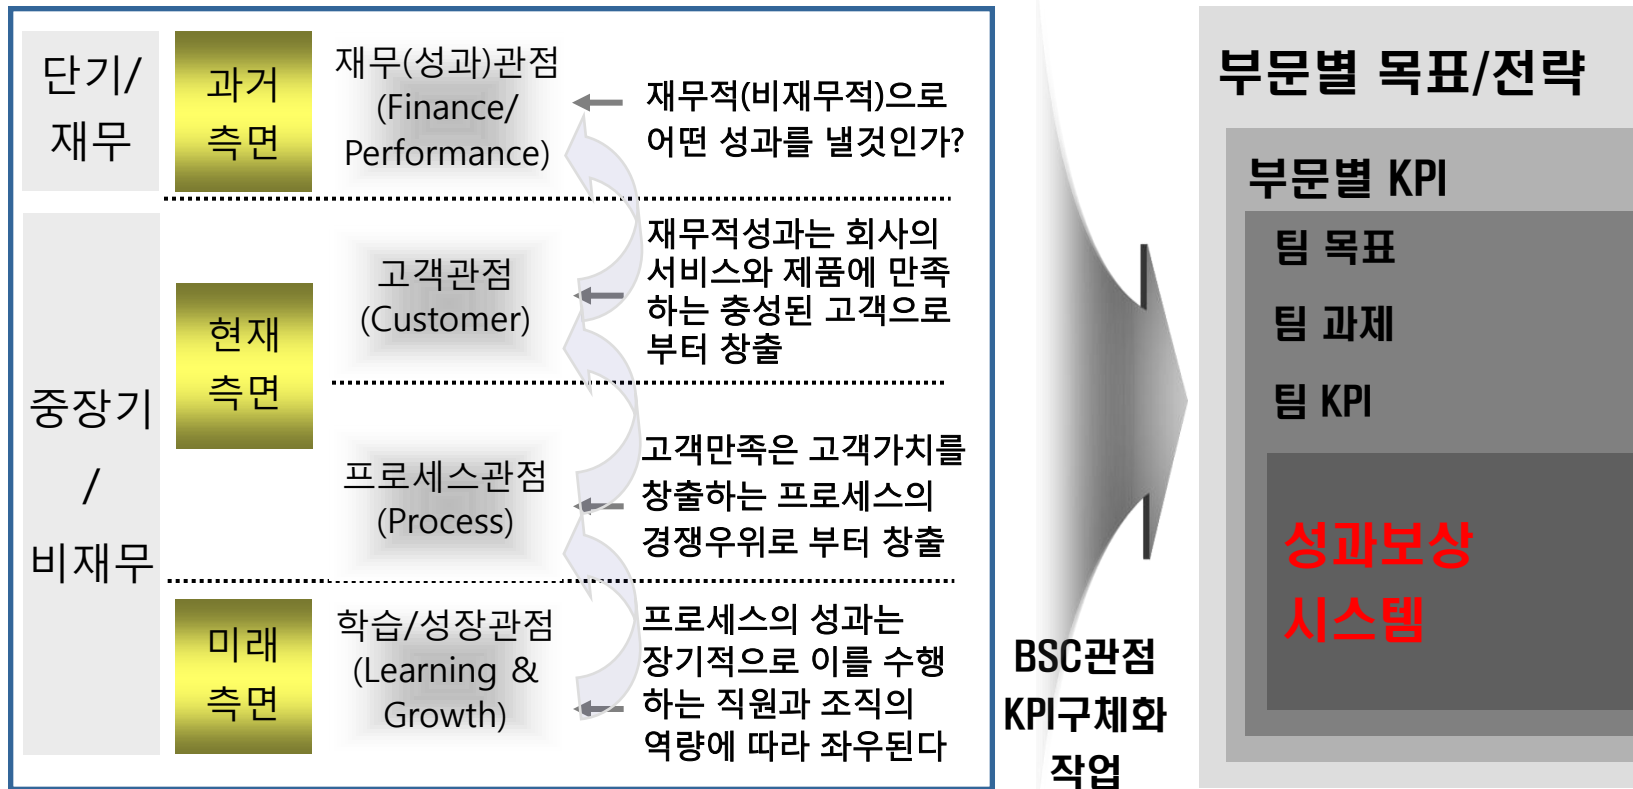 단기/
재무
과거
측면
재무(성과)관점
(Finance/
Performance)
재무적(비재무적)으로
어떤 성과를 낼것인가?
중장기
/
비재무
현재
측면
고객관점
(Customer)
재무적성과는 회사의
서비스와 제품에 만족
하는 충성된 고객으로
부터 창출
프로세스관점
(Process)
고객만족은 고객가치를
창출하는 프로세스의
경쟁우위로 부터 창출
미래
측면
학습/성장관점
(Learning &
Growth)
프로세스의 성과는
장기적으로 이를 수행
하는 직원과 조직의
역량에 따라 좌우된다
BSC관점
KPI구체화
작업
부문별 목표/전략
부문별 KPI
팀 목표
팀 과제
팀 KPI
성과보상
시스템